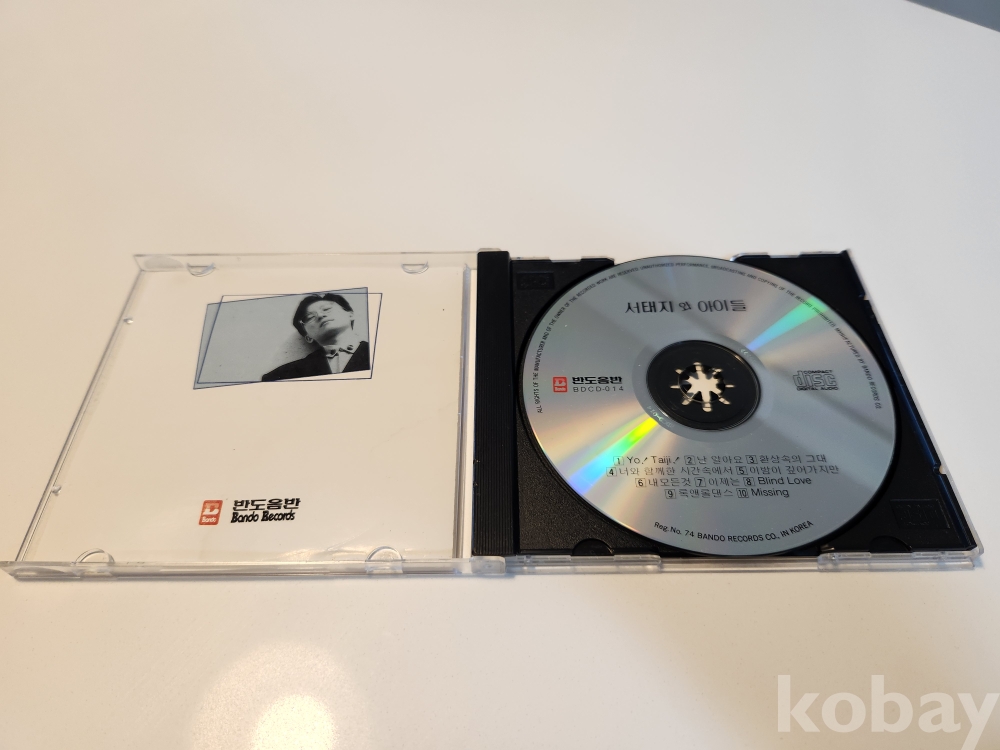 반도음반
Bando
Bando Records
서태지 와 아이들
Bando
반도음반
BDCD-014
COMPACT
disc
DIGITAL AUDIO
1 Yo! Taiji! 2 난 알아요 3 환상속의 그대
4 너와 함께한 시간속에서 5 이밤이 깊어가지만
6 내모든것 7 이제는 8 Blind Love
9 록앤롤댄스 10 Missing
Reg. No. 74 BANDO RECORDS CO., IN KOREA
kobay